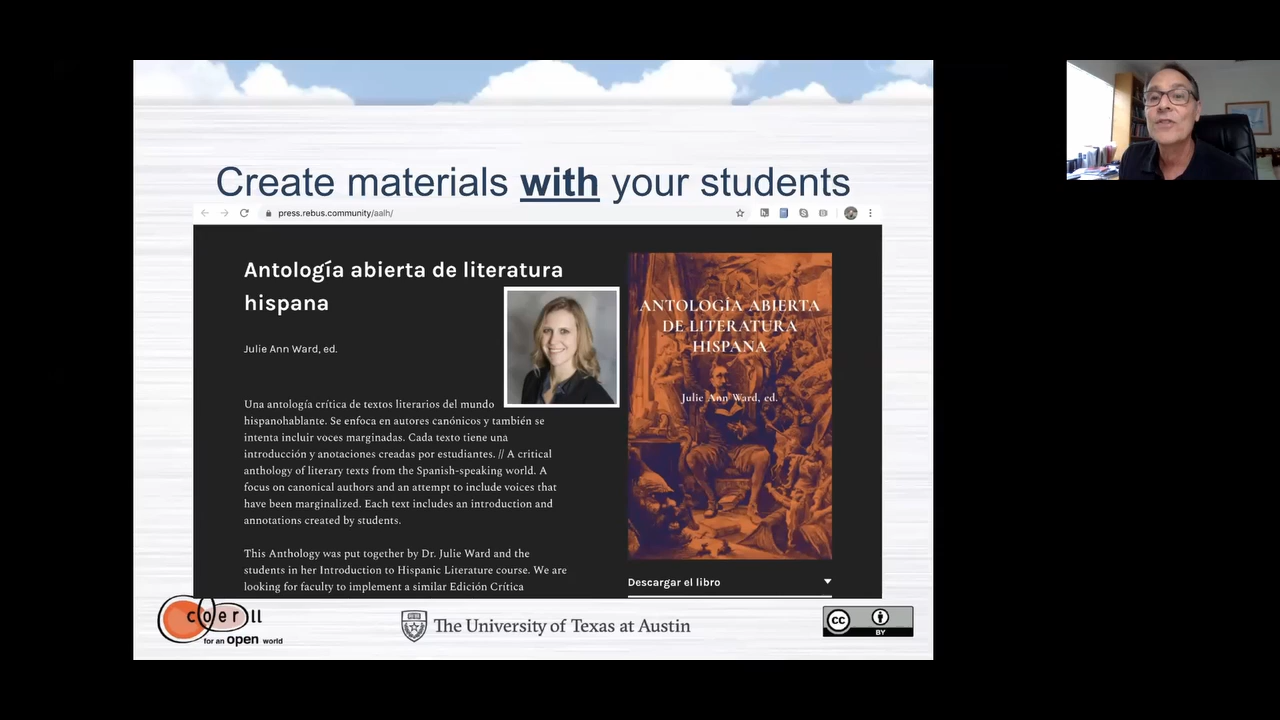 Create materials with your students
press.rebus.community/aalh/
Antología abierta de literatura
hispana
Julie Ann Ward, ed.
Una antología crítica de textos literarios del mundo
hispanohablante. Se enfoca en autores canónicos y también se
intenta incluir voces marginadas. Cada texto tiene una
introducción y anotaciones creadas por estudiantes. // A critical
anthology of literary texts from the Spanish-speaking world. A
focus on canonical authors and an attempt to include voices that
have been marginalized. Each text includes an introduction and
annotations created by students.
This Anthology was put together by Dr. Julie Ward and the
students in her Introduction to Hispanic Literature course. We are
looking for faculty to implement a similar Edición Crítica
ANTOLOGÍA ABIERTA
DE LITERATURA
HISPANA
Julie Ann Ward, ed.
Descargar el libro
coerll
for an open world
The University of Texas at Austin
cc
BY